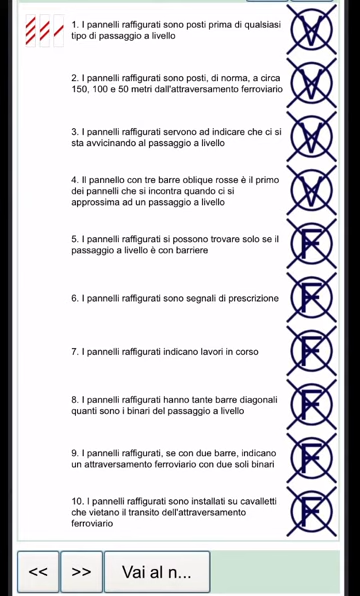 1. I pannelli raffigurati sono posti prima di qualsiasi
tipo di passaggio a livello
V
2. I pannelli raffigurati sono posti, di norma, a circa
150, 100 e 50 metri dall'attraversamento ferroviario
V
3. I pannelli raffigurati servono ad indicare che ci si
sta avvicinando al passaggio a livello
V
4. Il pannello con tre barre oblique rosse è il primo
dei pannelli che si incontra quando ci si
approssima ad un passaggio a livello
V
5. I pannelli raffigurati si possono trovare solo se il
passaggio a livello è con barriere
F
6. I pannelli raffigurati sono segnali di prescrizione
F
7. I pannelli raffigurati indicano lavori in corso
F
8. I pannelli raffigurati hanno tante barre diagonali
quanti sono i binari del passaggio a livello
F
9. I pannelli raffigurati, se con due barre, indicano
un attraversamento ferroviario con due soli binari
F
10. I pannelli raffigurati sono installati su cavalletti
che vietano il transito dell'attraversamento
ferroviario
F
<< >> Vai al n...